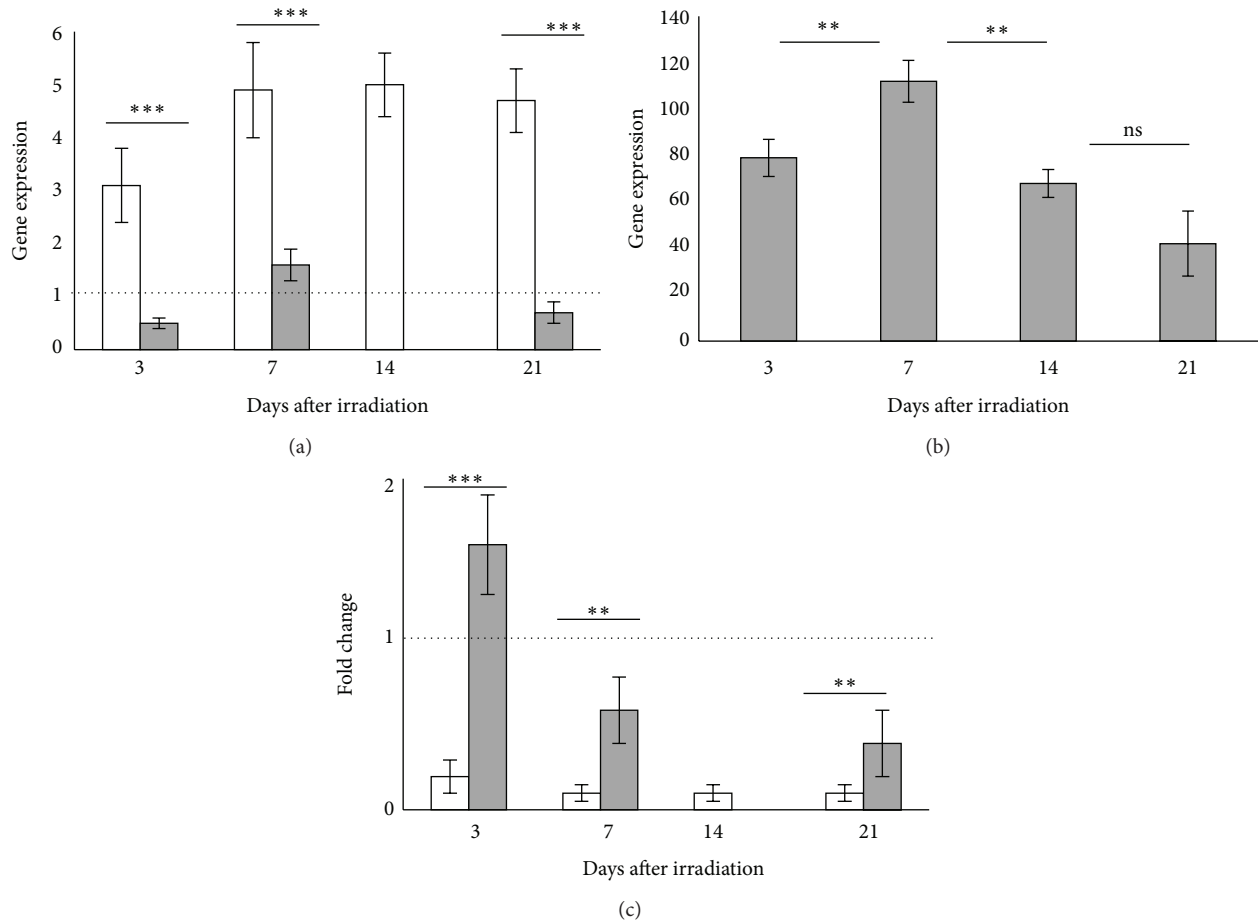 ***
***
***
6
5
4
3
2
1
0
Gene expression
3 7 14 21
Days after irradiation
(a)
**
**
ns
140
120
100
80
60
40
20
0
Gene expression
3 7 14 21
Days after irradiation
(b)
***
**
**
2
1
0
Fold change
3 7 14 21
Days after irradiation
(c)